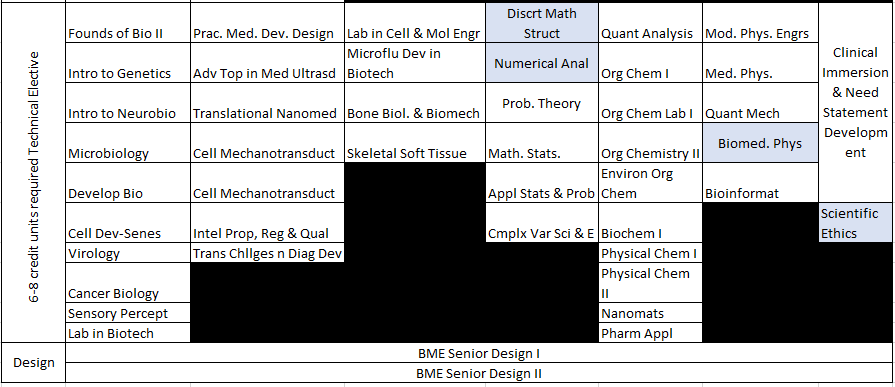 6-8 credit units required Technical Elective
Founds of Bio II
Prac. Med. Dev. Design
Lab in Cell & Mol Engr
Discrt Math
Struct
Quant Analysis
Mod. Phys. Engrs
Clinical
Immersion
& Need
Statement
Developm
ent
Intro to Genetics
Adv Top in Med Ultrasd
Microflu Dev in
Biotech
Numerical Anal
Org Chem I
Med. Phys.
Intro to Neurobio
Translational Nanomed
Bone Biol. & Biomech
Prob. Theory
Org Chem Lab I
Quant Mech
Microbiology
Cell Mechanotransduct
Skeletal Soft Tissue
Math. Stats.
Org Chemistry II
Biomed. Phys
Develop Bio
Cell Mechanotransduct
Appl Stats & Prob
Environ Org
Chem
Bioinformat
Cell Dev-Senes
Intel Prop, Reg & Qual
Cmplx Var Sci & E
Biochem I
Scientific
Ethics
Virology
Trans Chllges n Diag Dev
Physical Chem I
Cancer Biology
Physical Chem
II
Sensory Percept
Nanomats
Lab in Biotech
Pharm Appl
Design
BME Senior Design I
BME Senior Design II